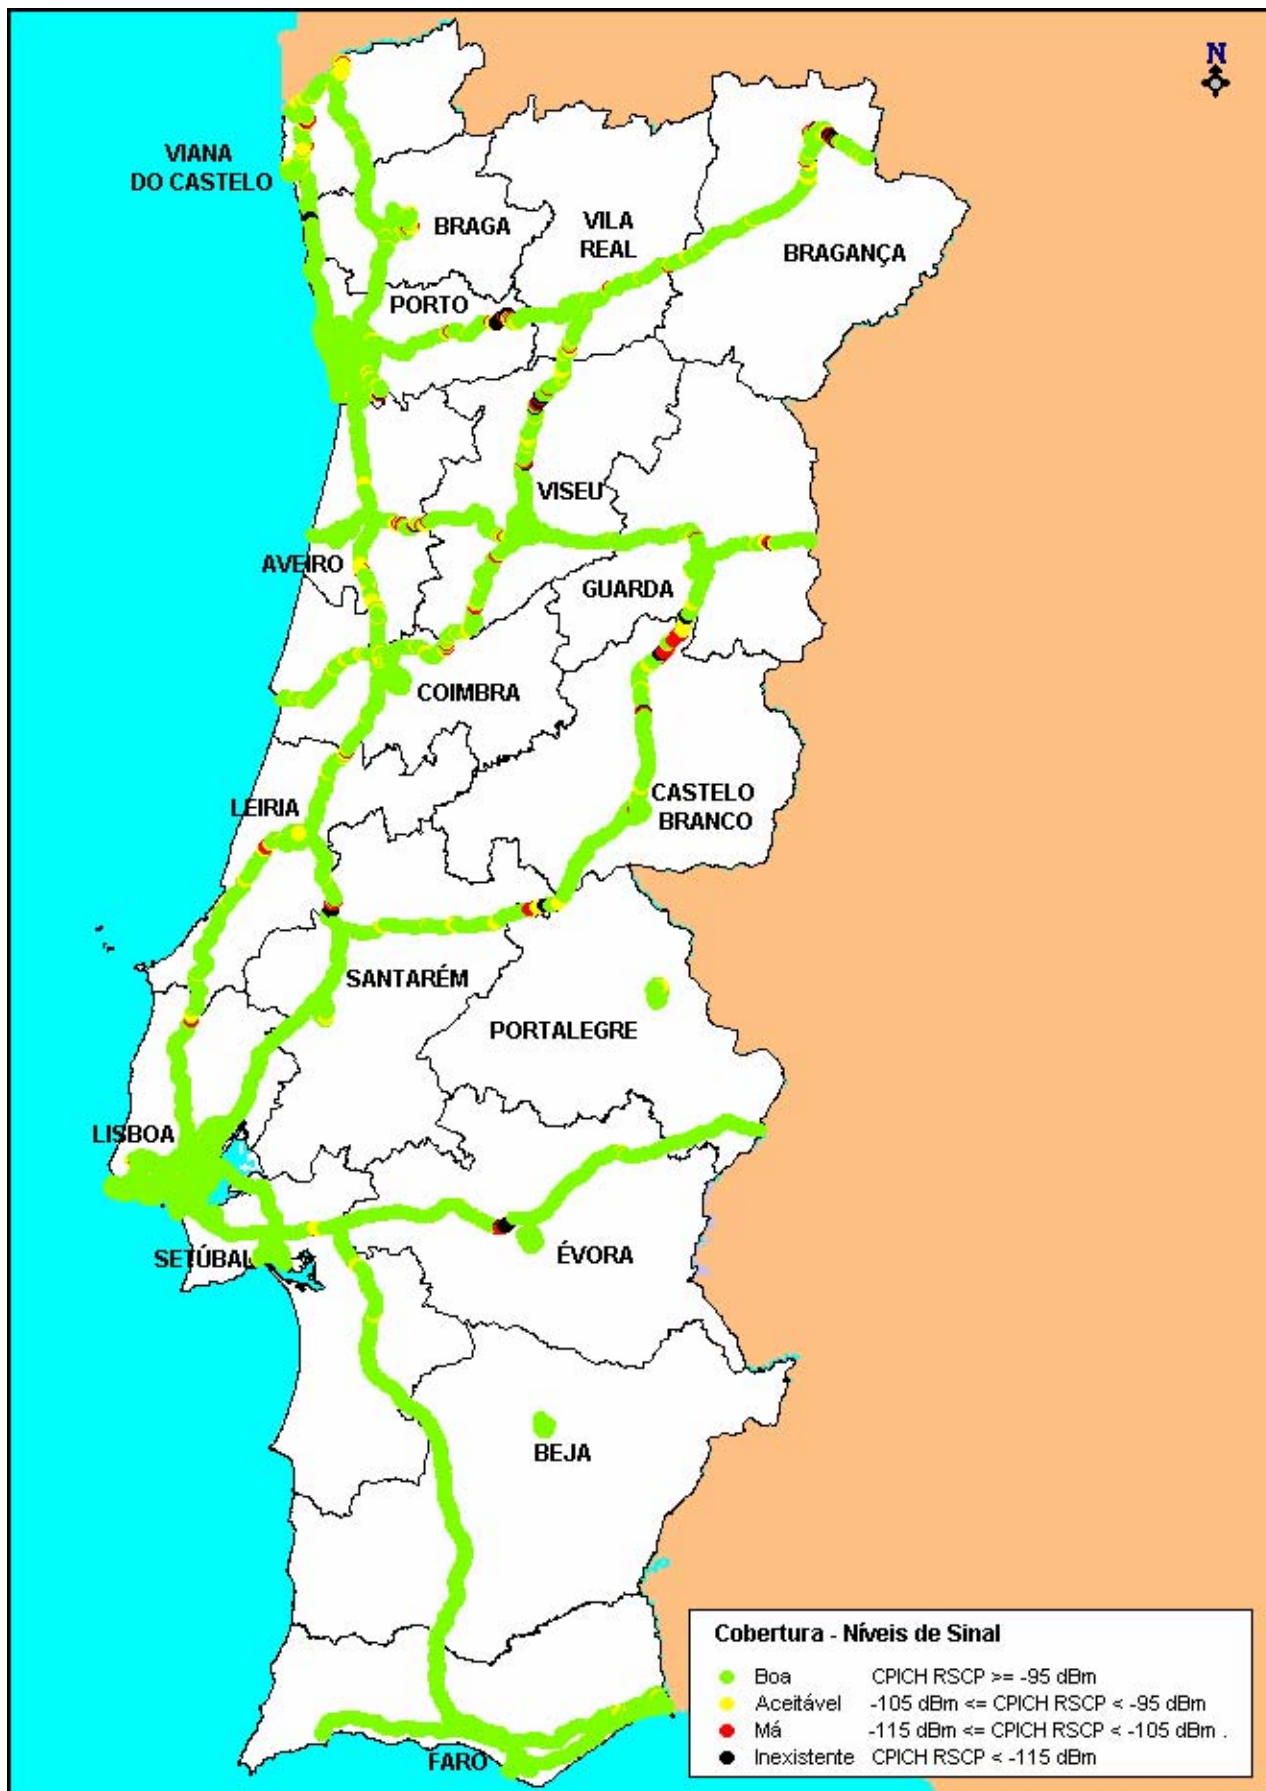 N
VIANA
DO CASTELO
BRAGA
VILA
REAL
BRAGANÇA
PORTO
VISEU
AVEIRO
GUARDA
COIMBRA
LEIRIA
CASTELO
BRANCO
SANTARÉM
PORTALEGRE
LISBOA
SETÚBAL
ÉVORA
BEJA
FARO
Cobertura - Níveis de Sinal
Boa CPICH RSCP >= -95 dBm
Aceitável -105 dBm <= CPICH RSCP < -95 dBm
Má -115 dBm <= CPICH RSCP < -105 dBm .
Inexistente CPICH RSCP < -115 dBm